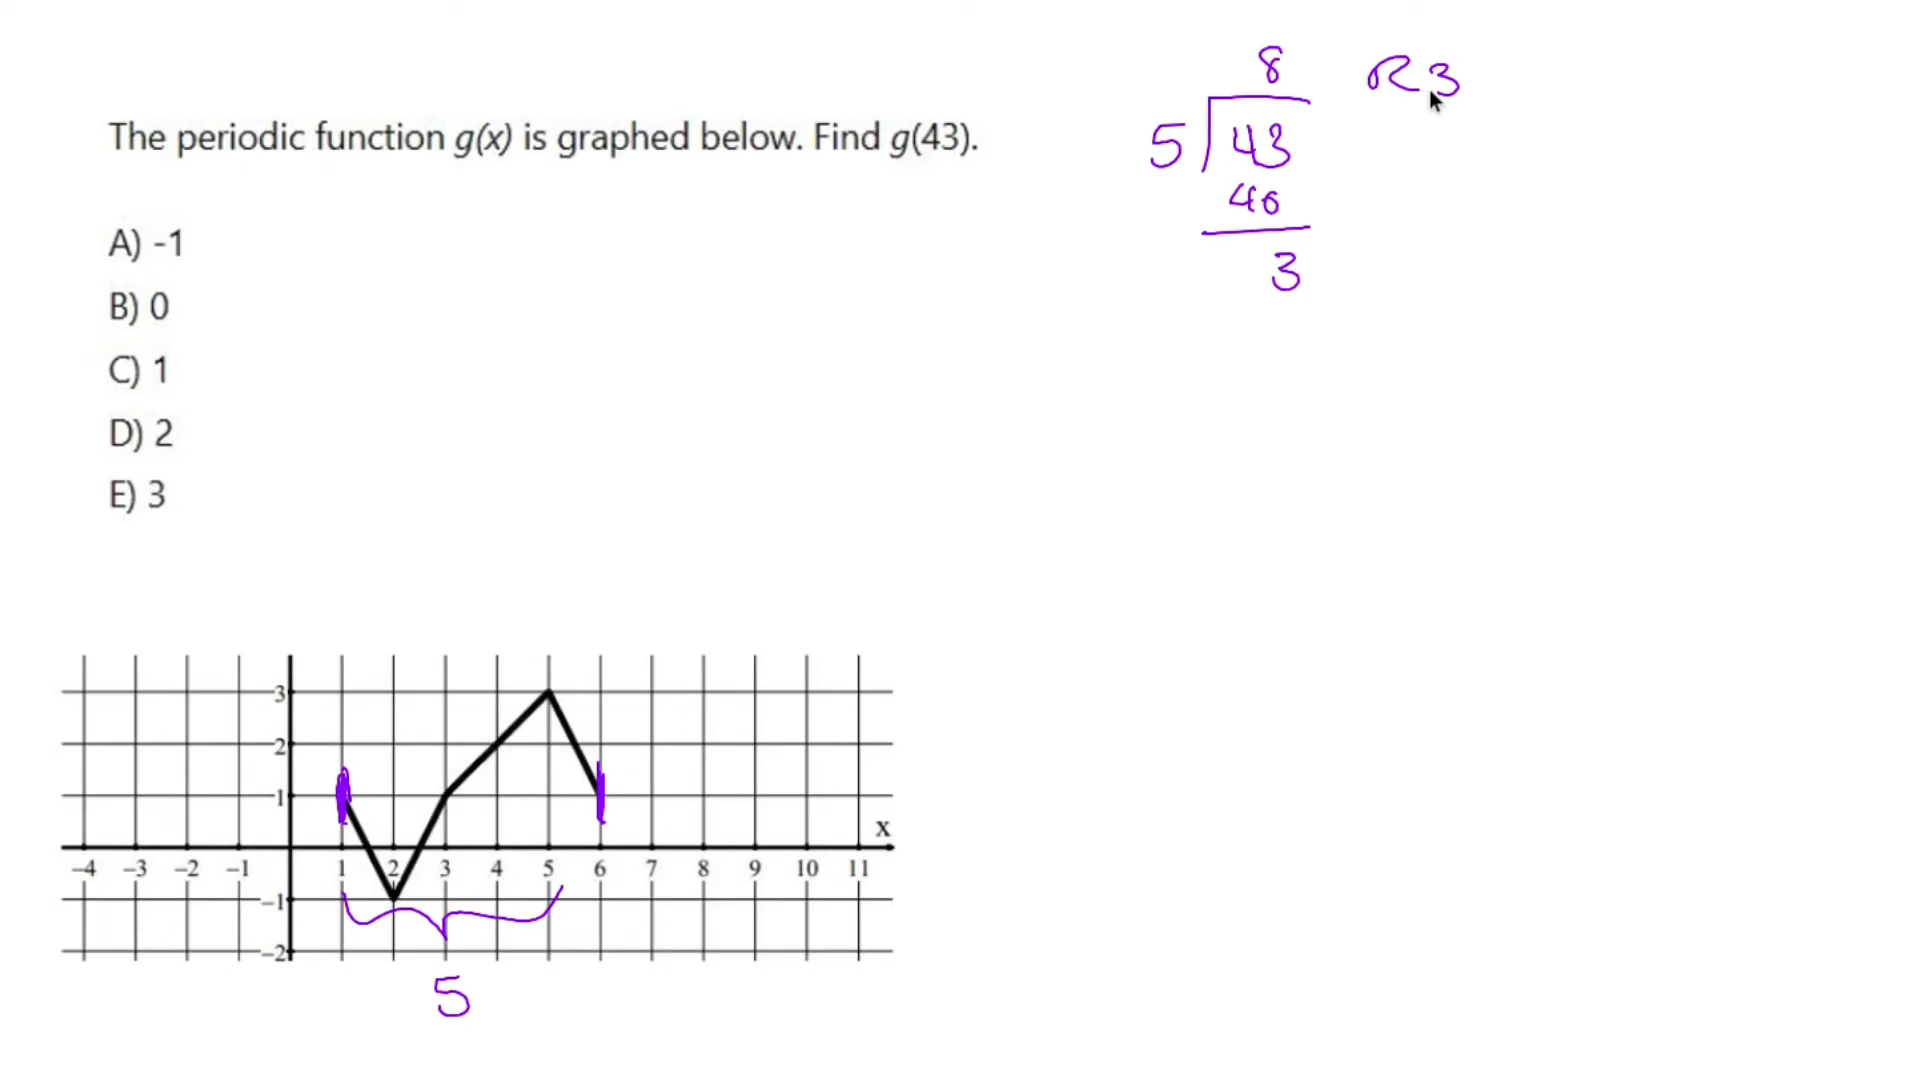 The periodic function g(x) is graphed below. Find g(43).
A) -1
B) 0
C) 1
D) 2
E) 3
8 R3
5 43
40
3
3
2
1
x
-4 -3 -2 -1 1 2 3 4 5 6 7 8 9 10 11
-1
-2
5